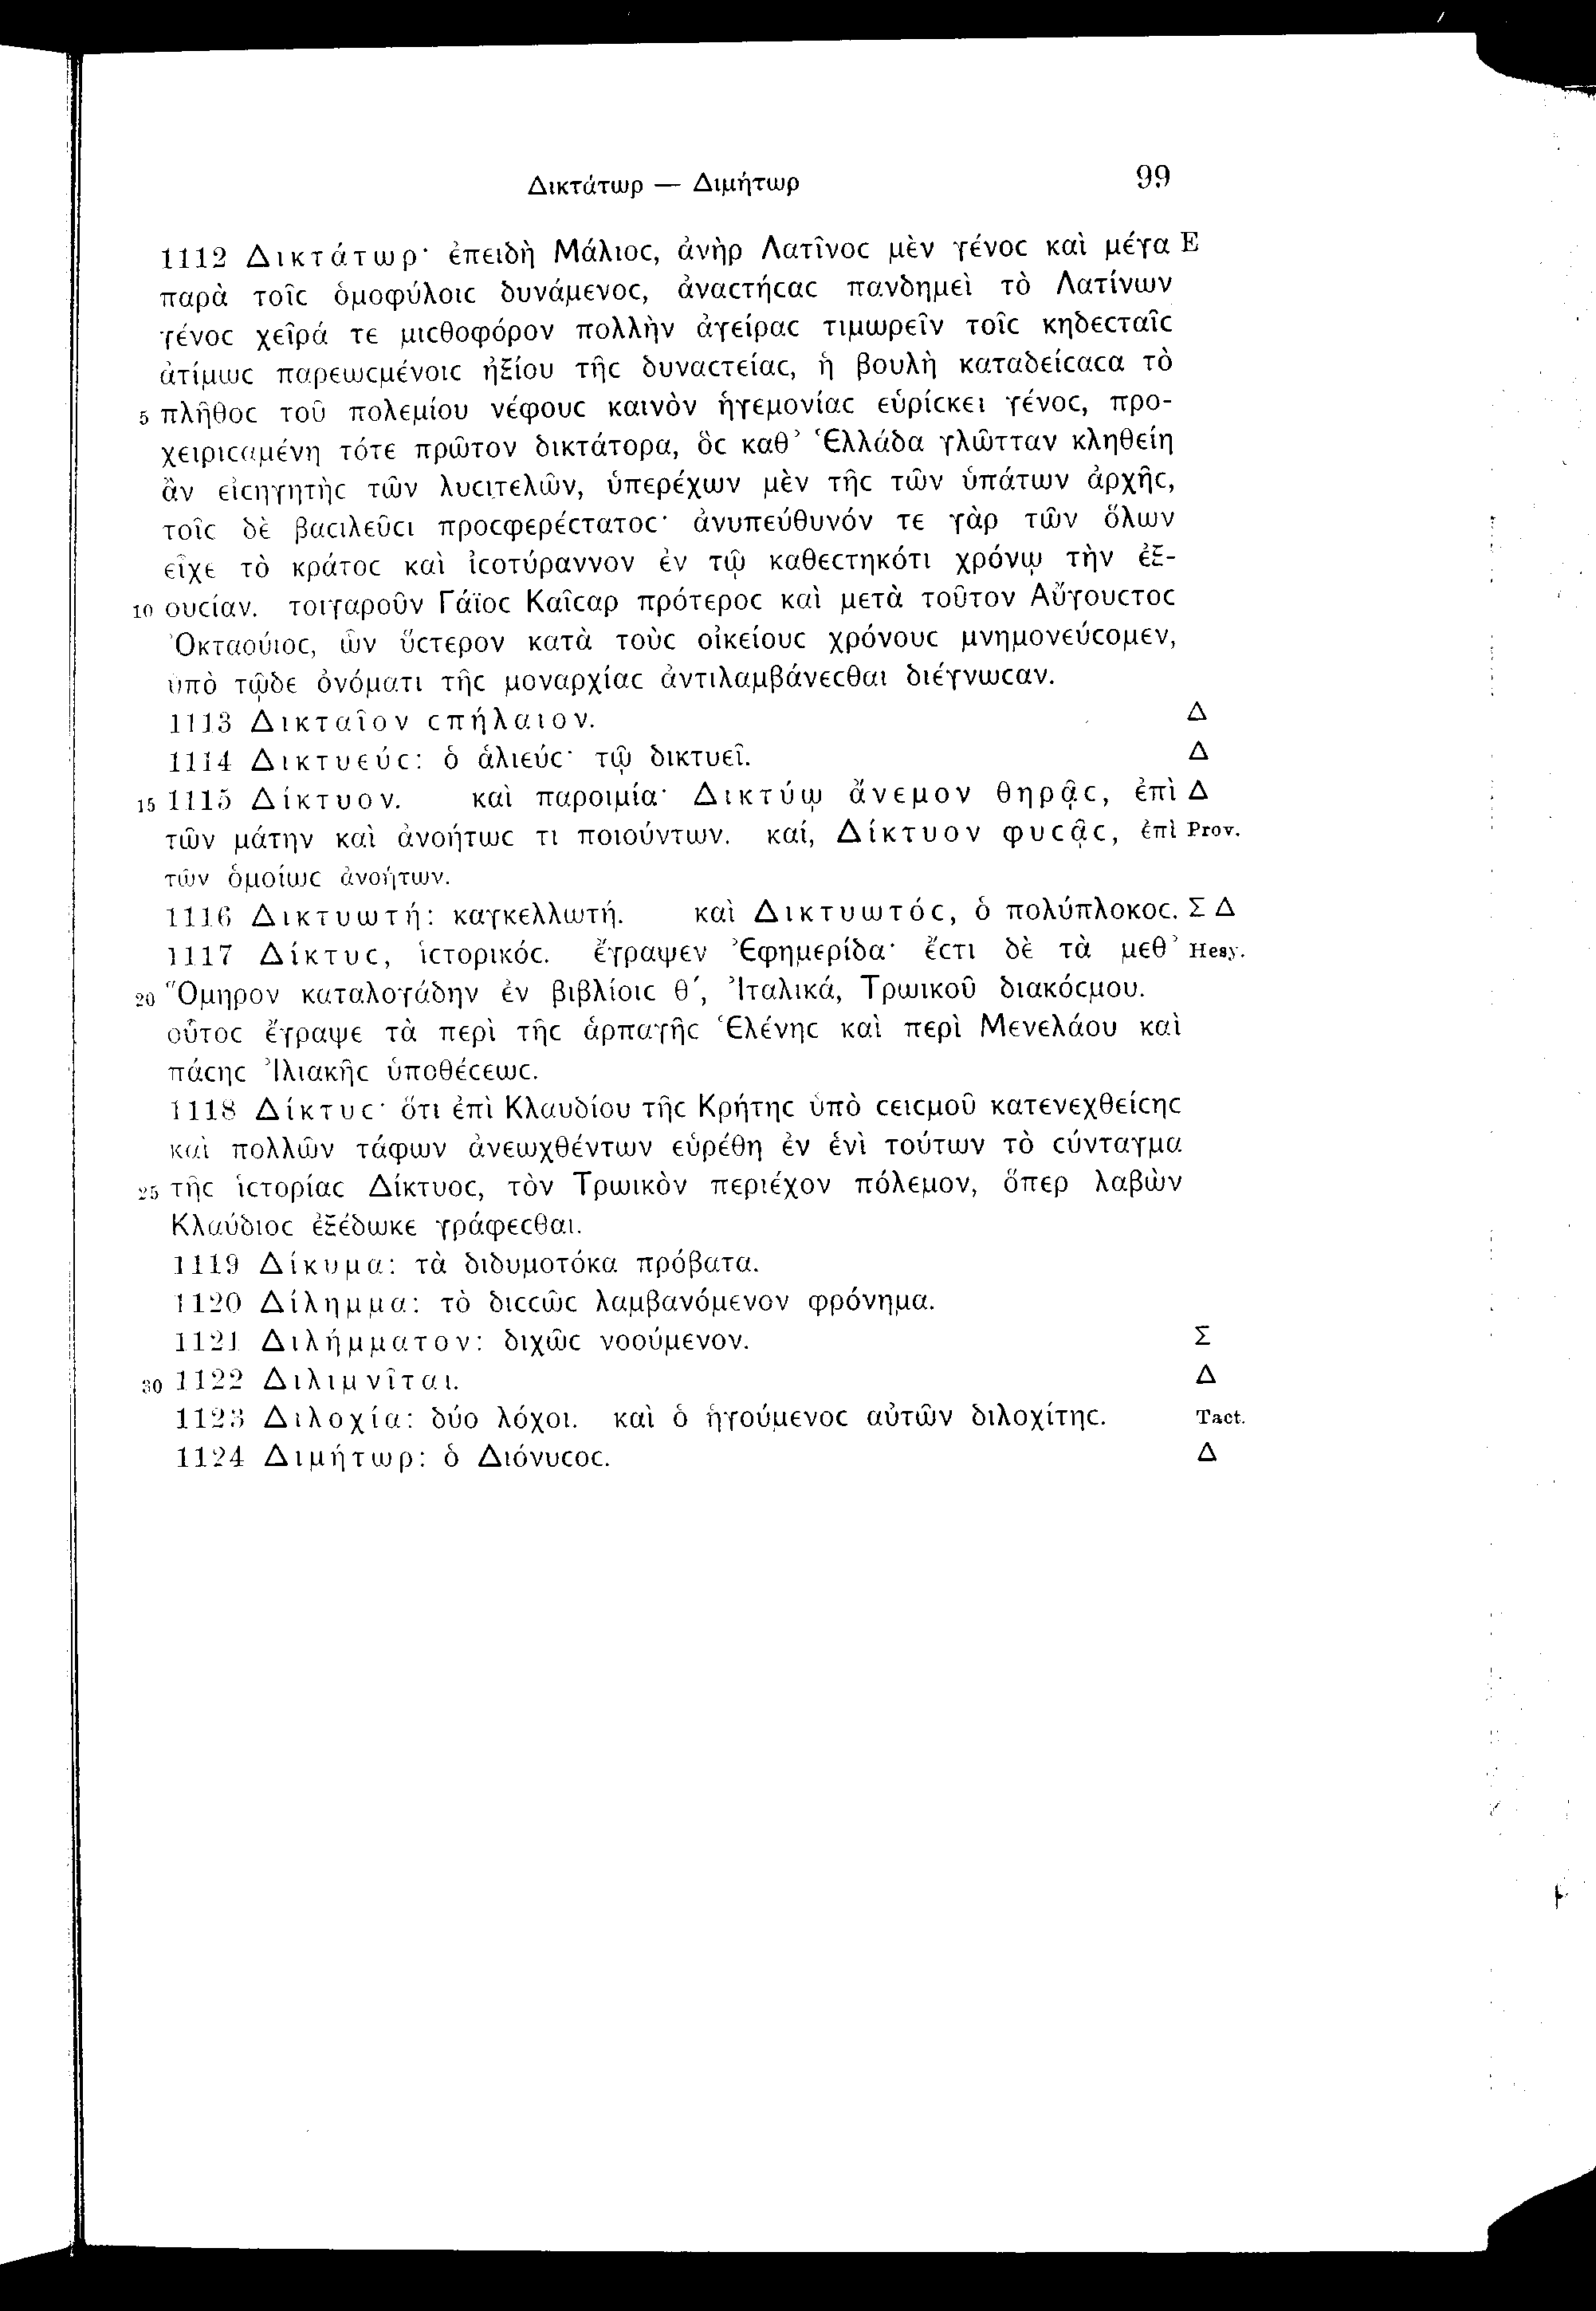 Δικτάτωρ — Διμήτωρ 99
1112 Δικτάτωρ· ἐπειδὴ Μάλιοϲ, ἀνὴρ Λατῖνοϲ μὲν γένοϲ καὶ μέγα Ε
παρὰ τοῖϲ ὁμοφύλοιϲ δυνάμενοϲ, ἀναϲτήϲαϲ πανδημεὶ τὸ Λατίνων
γένοϲ χεῖρά τε μιϲθοφόρον πολλὴν ἀγείραϲ τιμωρεῖν τοῖϲ κηδεϲταῖϲ
ἀτίμωϲ παρεωϲμένοιϲ ἠξίου τῆϲ δυναϲτείαϲ, ἡ βουλὴ καταδείϲαϲα τὸ
5 πλῆθοϲ τοῦ πολεμίου νέφουϲ καινὸν ἡγεμονίαϲ εὑρίϲκει γένοϲ, προ-
χειριϲαμένη τότε πρῶτον δικτάτορα, ὃϲ καθ’ Ἑλλάδα γλῶτταν κληθείη
ἂν εἰϲηγητὴϲ τῶν λυϲιτελῶν, ὑπερέχων μὲν τῆϲ τῶν ὑπάτων ἀρχῆϲ,
τοῖϲ δὲ βαϲιλεῦϲι προϲφερέϲτατοϲ· ἀνυπεύθυνόν τε γὰρ τῶν ὅλων
εἶχε τὸ κράτοϲ καὶ ἰϲοτύραννον ἐν τῷ καθεϲτηκότι χρόνῳ τὴν ἐξ-
10 ουϲίαν. τοιγαροῦν Γάϊοϲ Καῖϲαρ πρότεροϲ καὶ μετὰ τοῦτον Αὔγουϲτοϲ
Ὀκταούιοϲ, ὧν ὕϲτερον κατὰ τοὺϲ οἰκείουϲ χρόνουϲ μνημονεύϲομεν,
ὑπὸ τῷδε ὀνόματι τῆϲ μοναρχίαϲ ἀντιλαμβάνεϲθαι διέγνωϲαν.
1113 Δικταῖον ϲπήλαιον. Δ
1114 Δικτυεύϲ: ὁ ἁλιεύϲ· τῷ δικτυεῖ. Δ
15 1115 Δίκτυον. καὶ παροιμία· Δικτύῳ ἄνεμον θηρᾷϲ, ἐπὶ Δ
τῶν μάτην καὶ ἀνοήτωϲ τι ποιούντων. καί, Δίκτυον φυϲᾷϲ, ἐπὶ Prov.
τῶν ὁμοίωϲ ἀνοήτων.
1116 Δικτυωτή: καγκελλωτή. καὶ Δικτυωτόϲ, ὁ πολύπλοκοϲ. Σ Δ
1117 Δίκτυϲ, ἱϲτορικόϲ. ἔγραψεν Ἐφημερίδα· ἔϲτι δὲ τὰ μεθ’ Hesy.
20 Ὅμηρον καταλογάδην ἐν βιβλίοιϲ θ΄, Ἰταλικά, Τρωικοῦ διακόϲμου.
οὗτοϲ ἔγραψε τὰ περὶ τῆϲ ἁρπαγῆϲ Ἑλένηϲ καὶ περὶ Μενελάου καὶ
πάϲηϲ Ἰλιακῆϲ ὑποθέϲεωϲ.
1118 Δίκτυϲ· ὅτι ἐπὶ Κλαυδίου τῆϲ Κρήτηϲ ὑπὸ ϲειϲμοῦ κατενεχθείϲηϲ
καὶ πολλῶν τάφων ἀνεωχθέντων εὑρέθη ἐν ἑνὶ τούτων τὸ ϲύνταγμα
25 τῆϲ ἱϲτορίαϲ Δίκτυοϲ, τὸν Τρωικὸν περιέχον πόλεμον, ὅπερ λαβὼν
Κλαύδιοϲ ἐξέδωκε γράφεϲθαι.
1119 Δίκυμα: τὰ διδυμοτόκα πρόβατα.
1120 Δίλημμα: τὸ διϲϲῶϲ λαμβανόμενον φρόνημα.
1121 Διλήμματον: διχῶϲ νοούμενον. Σ
30 1122 Διλιμνῖται. Δ
1123 Διλοχία: δύο λόχοι. καὶ ὁ ἡγούμενοϲ αὐτῶν διλοχίτηϲ. Tact.
1124 Διμήτωρ: ὁ Διόνυϲοϲ. Δ